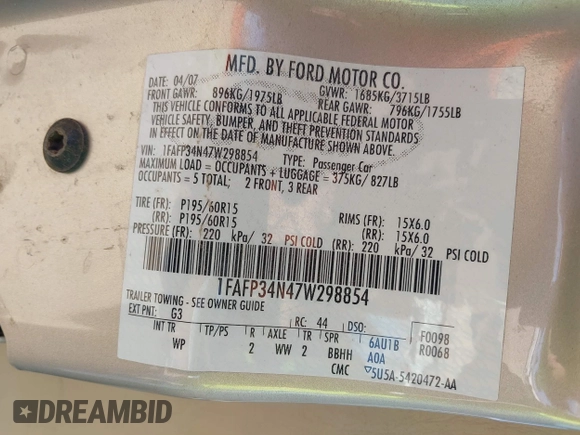 MFD. BY FORD MOTOR CO.
DATE: 04/07 GVWR: 1685KG/3715LB
FRONT GAWR: 896KG/1975LB REAR GAWR: 796KG/1755LB
THIS VEHICLE CONFORMS TO ALL APPLICABLE FEDERAL MOTOR
VEHICLE SAFETY, BUMPER, AND THEFT PREVENTION STANDARDS
IN EFFECT ON THE DATE OF MANUFACTURE SHOWN ABOVE.
VIN: 1FAFP34N47W298854 TYPE: Passenger Car
MAXIMUM LOAD = OCCUPANTS + LUGGAGE = 375KG/ 827LB
OCCUPANTS = 5 TOTAL; 2 FRONT, 3 REAR
TIRE (FR): P195/60R15 RIMS (FR): 15X6.0
(RR): P195/60R15 (RR): 15X6.0
PRESSURE (FR): 220 kPa/ 32 PSI COLD (RR): 220 kPa/ 32 PSI COLD
1FAFP34N47W298854
TRAILER TOWING - SEE OWNER GUIDE
EXT PNT: G3 RC: 44 DSO: F0098
INT TR TP/PS R AXLE TR SPR 6AU1B R0068
WP 2 WW 2 BBHH A0A
CMC 5U5A-5420472-AA
DREAMBID